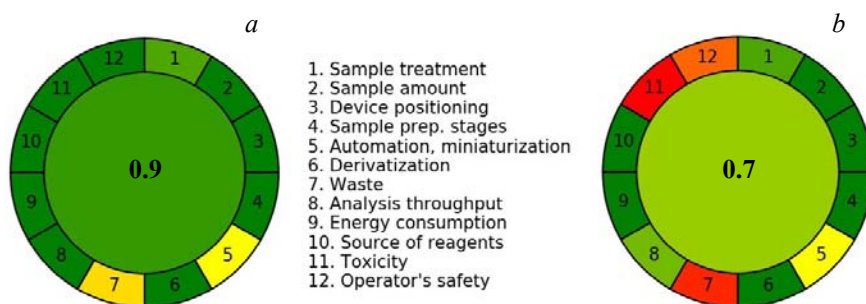 a
12 1
11 2
10 3
0.9
9 4
8 5
7 6
1. Sample treatment
2. Sample amount
3. Device positioning
4. Sample prep. stages
5. Automation, miniaturization
6. Derivatization
7. Waste
8. Analysis throughput
9. Energy consumption
10. Source of reagents
11. Toxicity
12. Operator's safety
b
12 1
11 2
10 3
0.7
9 4
8 5
7 6